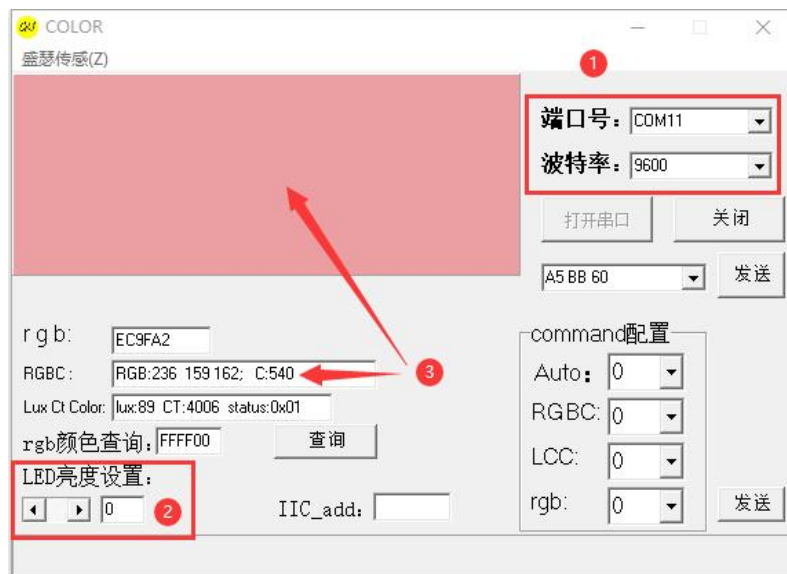 COLOR
盛瑟传感(Z)
1
端口号：COM11
波特率：9600
打开串口 关闭
A5 BB 60 发送
rgb: EC9FA2
RGBC: RGB:236 159 162; C:540
3
Lux Ct Color: lux:89 CT:4006 status:0x01
rgb颜色查询：FFFF00 查询
LED亮度设置：
0 2
IIC_add:
command配置
Auto: 0
RGBC: 0
LCC: 0
rgb: 0 发送